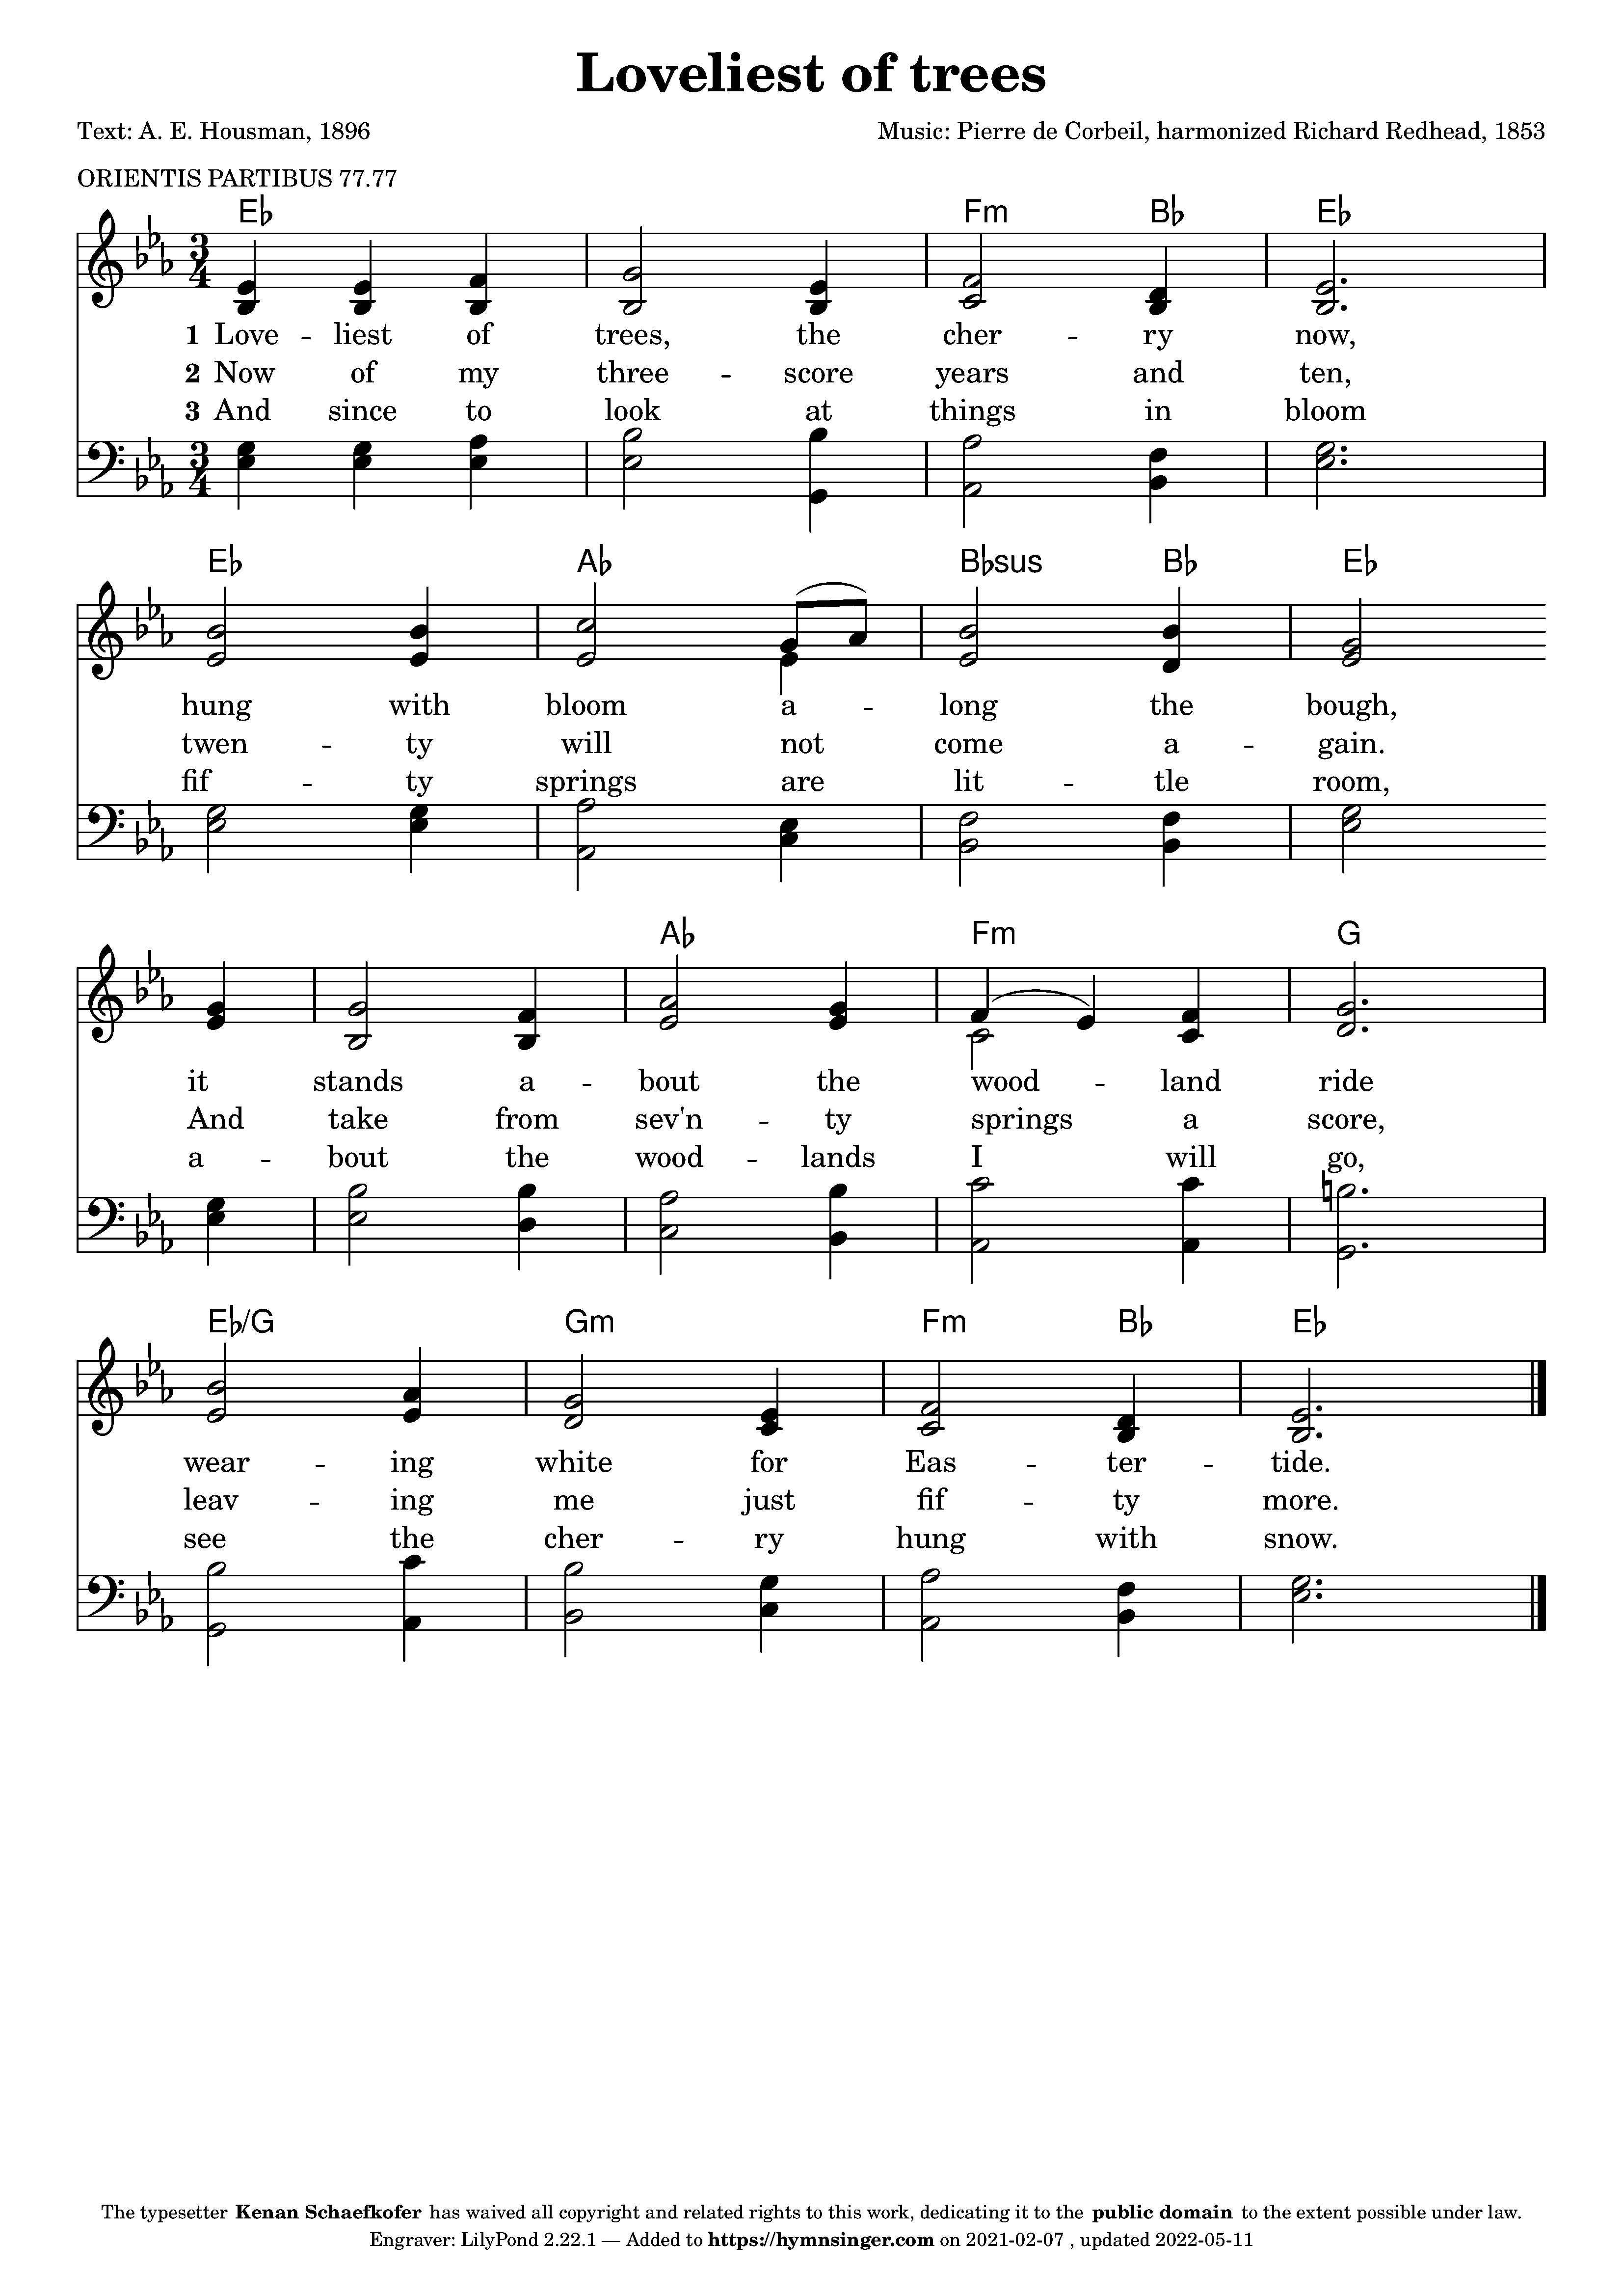 Loveliest of trees
Text: A. E. Housman, 1896
Music: Pierre de Corbeil, harmonized Richard Redhead, 1853
ORIENTIS PARTIBUS 77.77
E♭ Fm B♭ E♭
3 4
1 Love -- liest of trees, the cher -- ry now,
2 Now of my three -- score years and ten,
3 And since to look at things in bloom
3 4
E♭ A♭ B♭sus B♭ E♭
hung with bloom a -- long the bough,
twen -- ty will not come a -- gain.
fif -- ty springs are lit -- tle room,
A♭ Fm G
it stands a -- bout the wood -- land ride
And take from sev'n -- ty springs a score,
a -- bout the wood -- lands I will go,
E♭/G Gm Fm B♭ E♭
wear -- ing white for Eas -- ter -- tide.
leav -- ing me just fif -- ty more.
see the cher -- ry hung with snow.
The typesetter Kenan Schaefkofer has waived all copyright and related rights to this work, dedicating it to the public domain to the extent possible under law.
Engraver: LilyPond 2.22.1 — Added to https://hymnsinger.com on 2021-02-07 , updated 2022-05-11